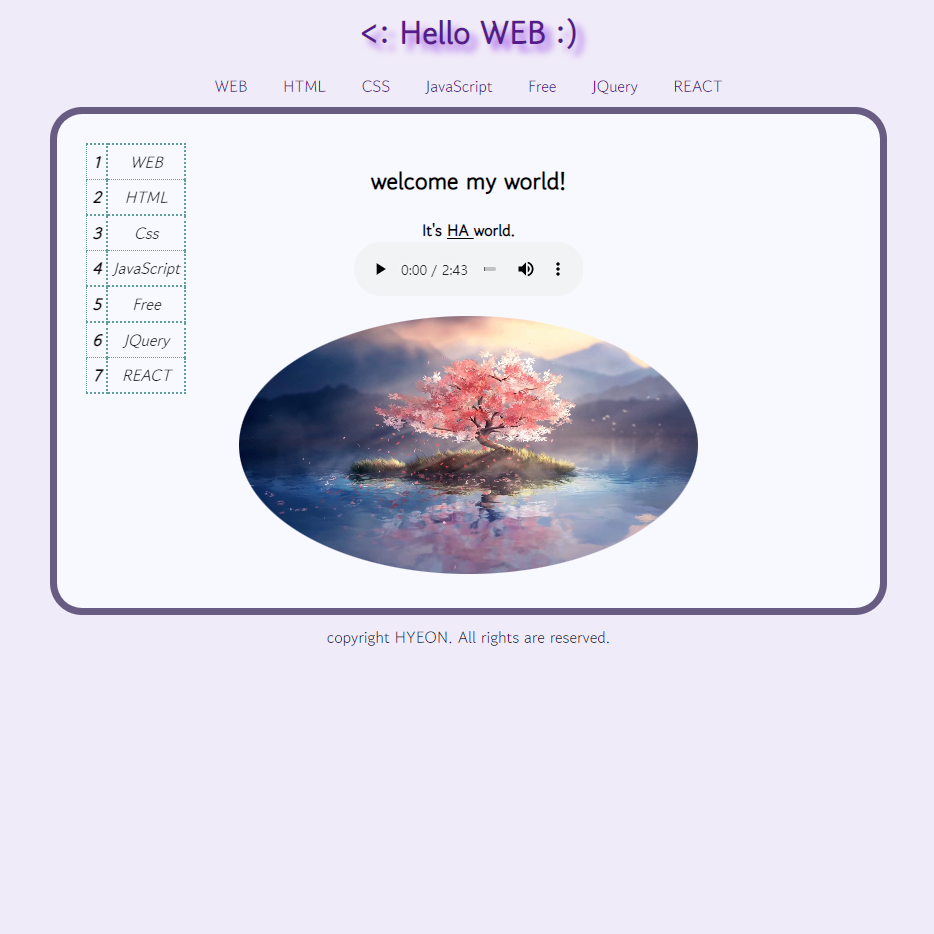 <: Hello WEB :)
WEB HTML CSS JavaScript Free JQuery REACT
1 WEB
2 HTML
3 Css
4 JavaScript
5 Free
6 JQuery
7 REACT
welcome my world!
It's HA world.
0:00 / 2:43
copyright HYEON. All rights are reserved.